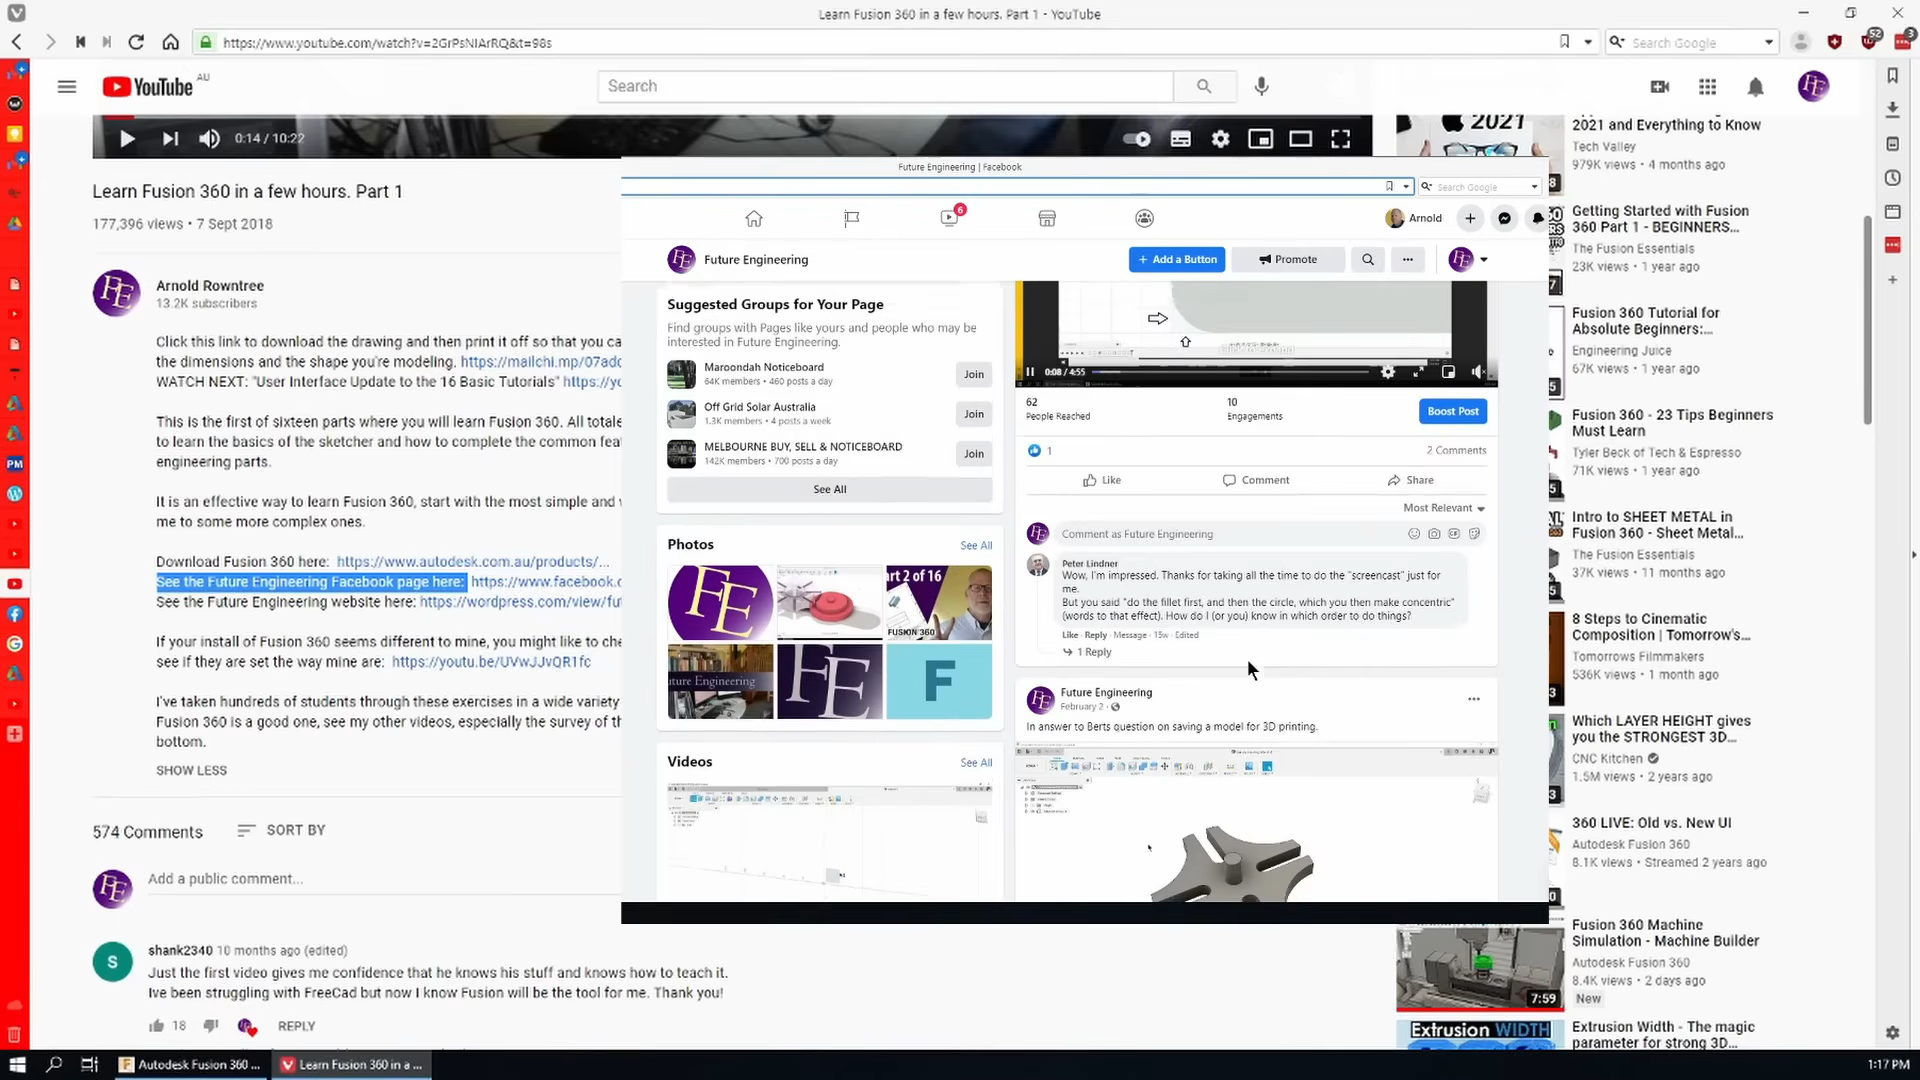 Learn Fusion 360 in a few hours. Part 1 - YouTube
https://www.youtube.com/watch?v=2GrPsNIArRQ&t=98s
Search Google
52
3
YouTube
AU
Search
0:14 / 10:22
Learn Fusion 360 in a few hours. Part 1
177,396 views • 7 Sept 2018
FE
Arnold Rowntree
13.2K subscribers
Click this link to download the drawing and then print it off so that you ca
the dimensions and the shape you're modeling. https://mailchi.mp/07adc
WATCH NEXT: "User Interface Update to the 16 Basic Tutorials" https://yo
This is the first of sixteen parts where you will learn Fusion 360. All totale
to learn the basics of the sketcher and how to complete the common fea
engineering parts.
It is an effective way to learn Fusion 360, start with the most simple and
me to some more complex ones.
Download Fusion 360 here: https://www.autodesk.com.au/products/...
See the Future Engineering Facebook page here: https://www.facebook.c
See the Future Engineering website here: https://wordpress.com/view/fut
If your install of Fusion 360 seems different to mine, you might like to che
see if they are set the way mine are: https://youtu.be/UVwJJvQR1fc
I've taken hundreds of students through these exercises in a wide variety
Fusion 360 is a good one, see my other videos, especially the survey of th
bottom.
SHOW LESS
574 Comments
SORT BY
Add a public comment...
S
shank2340 10 months ago (edited)
Just the first video gives me confidence that he knows his stuff and knows how to teach it.
Ive been struggling with FreeCad but now I know Fusion will be the tool for me. Thank you!
18
REPLY
Future Engineering | Facebook
Search Google
6
Arnold
Future Engineering
+ Add a Button
Promote
Suggested Groups for Your Page
Find groups with Pages like yours and people who may be
interested in Future Engineering.
Maroondah Noticeboard
64K members • 460 posts a day
Join
Off Grid Solar Australia
1.3K members • 4 posts a week
Join
MELBOURNE BUY, SELL & NOTICEBOARD
142K members • 700 posts a day
Join
See All
Photos
See All
FE
art 2 of 16
FUSION 360
uture Engineering
FE
F
Videos
See All
0:08 / 4:55
62
People Reached
10
Engagements
Boost Post
1
2 Comments
Like
Comment
Share
Most Relevant
Comment as Future Engineering
Peter Lindner
Wow, I'm impressed. Thanks for taking all the time to do the "screencast" just for
me.
But you said "do the fillet first, and then the circle, which you then make concentric"
(words to that effect). How do I (or you) know in which order to do things?
Like · Reply · Message · 15w · Edited
1 Reply
Future Engineering
February 2 ·
In answer to Berts question on saving a model for 3D printing.
2021
2021 and Everything to Know
Tech Valley
979K views • 4 months ago
Getting Started with Fusion
360 Part 1 - BEGINNERS...
The Fusion Essentials
23K views • 1 year ago
Fusion 360 Tutorial for
Absolute Beginners:...
Engineering Juice
67K views • 1 year ago
Fusion 360 - 23 Tips Beginners
Must Learn
Tyler Beck of Tech & Espresso
71K views • 1 year ago
Intro to SHEET METAL in
Fusion 360 - Sheet Metal...
The Fusion Essentials
37K views • 11 months ago
8 Steps to Cinematic
Composition | Tomorrow's...
Tomorrows Filmmakers
536K views • 1 month ago
Which LAYER HEIGHT gives
you the STRONGEST 3D...
CNC Kitchen
1.5M views • 2 years ago
360 LIVE: Old vs. New UI
Autodesk Fusion 360
8.1K views • Streamed 2 years ago
Fusion 360 Machine
Simulation - Machine Builder
Autodesk Fusion 360
8.4K views • 2 days ago
New
7:59
Extrusion WIDTH
Extrusion Width - The magic
parameter for strong 3D...
PM
Autodesk Fusion 360 ...
Learn Fusion 360 in a ...
1:17 PM